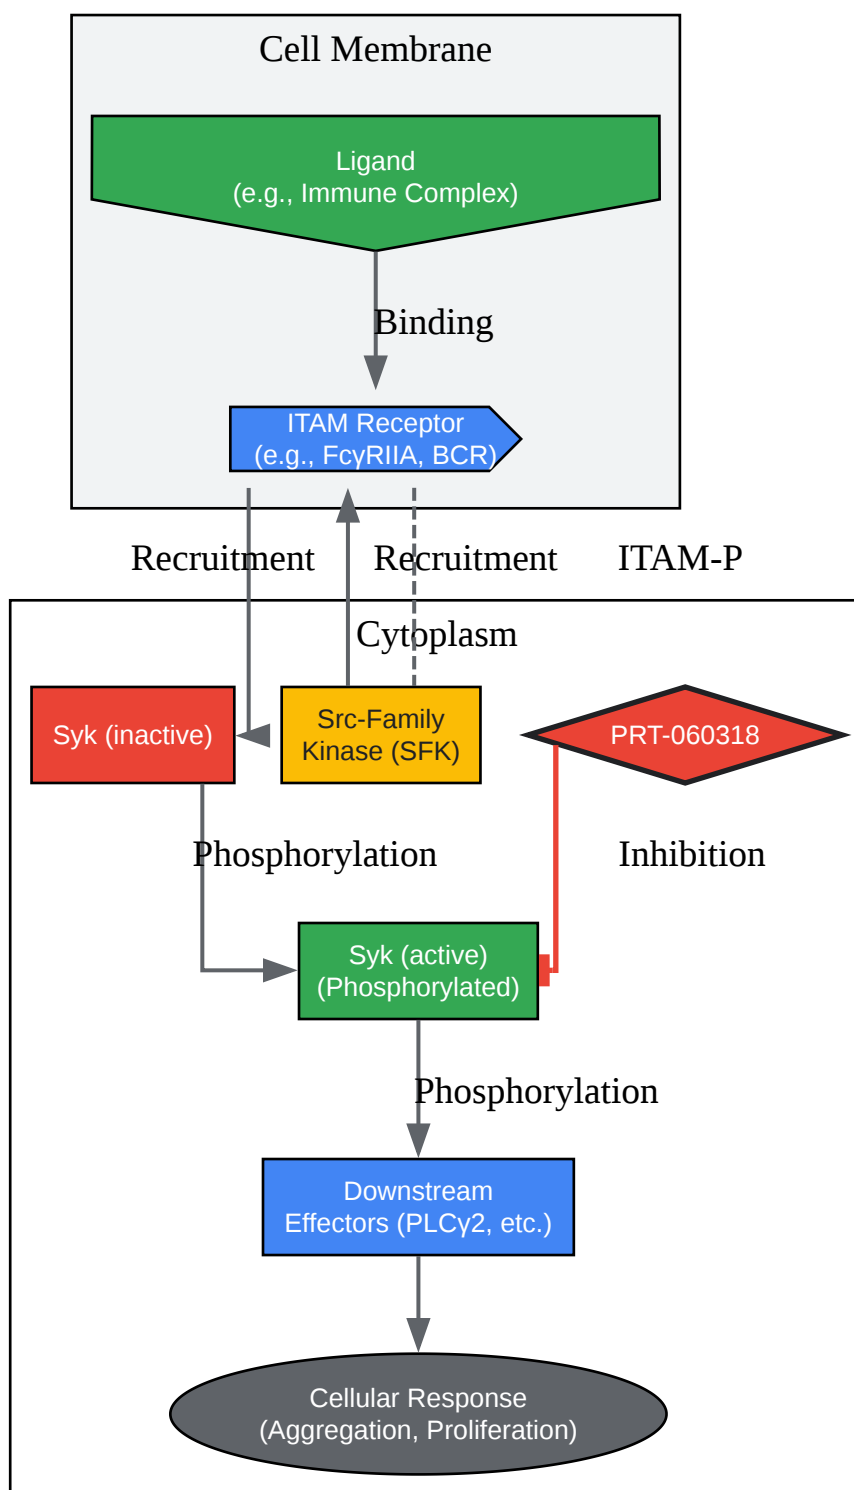 Cell Membrane
Ligand
(e.g., Immune Complex)
Binding
ITAM Receptor
(e.g., FcγRIIA, BCR)
Recruitment
Recruitment
ITAM-P
Cytoplasm
Syk (inactive)
Src-Family
Kinase (SFK)
PRT-060318
Phosphorylation
Inhibition
Syk (active)
(Phosphorylated)
Phosphorylation
Downstream
Effectors (PLCγ2, etc.)
Cellular Response
(Aggregation, Proliferation)